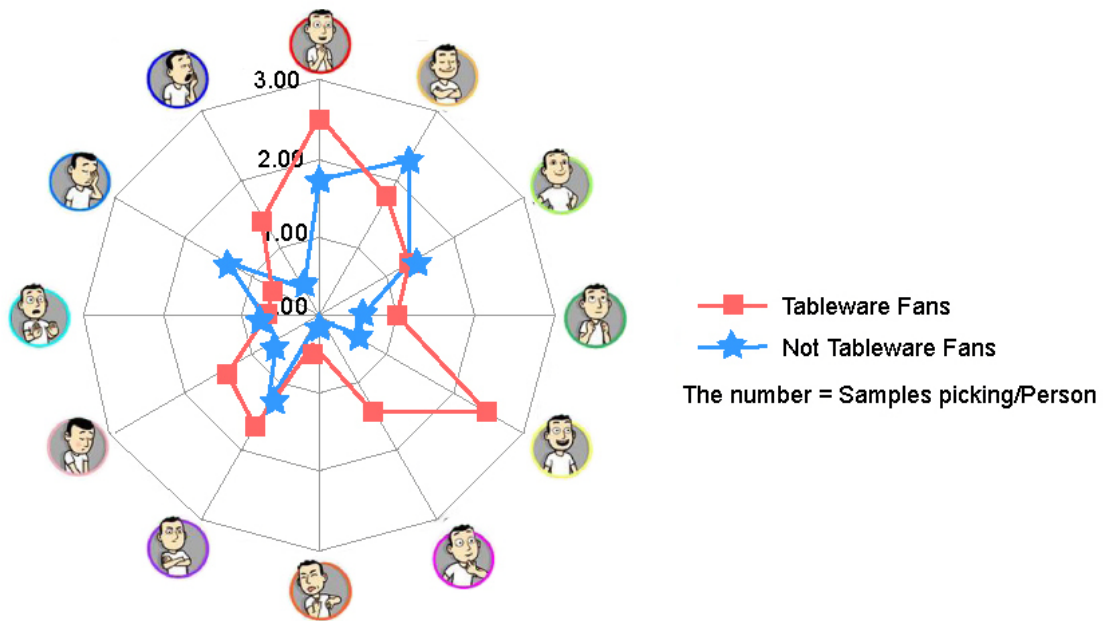 3.00
2.00
1.00
.00
Tableware Fans
Not Tableware Fans
The number = Samples picking/Person